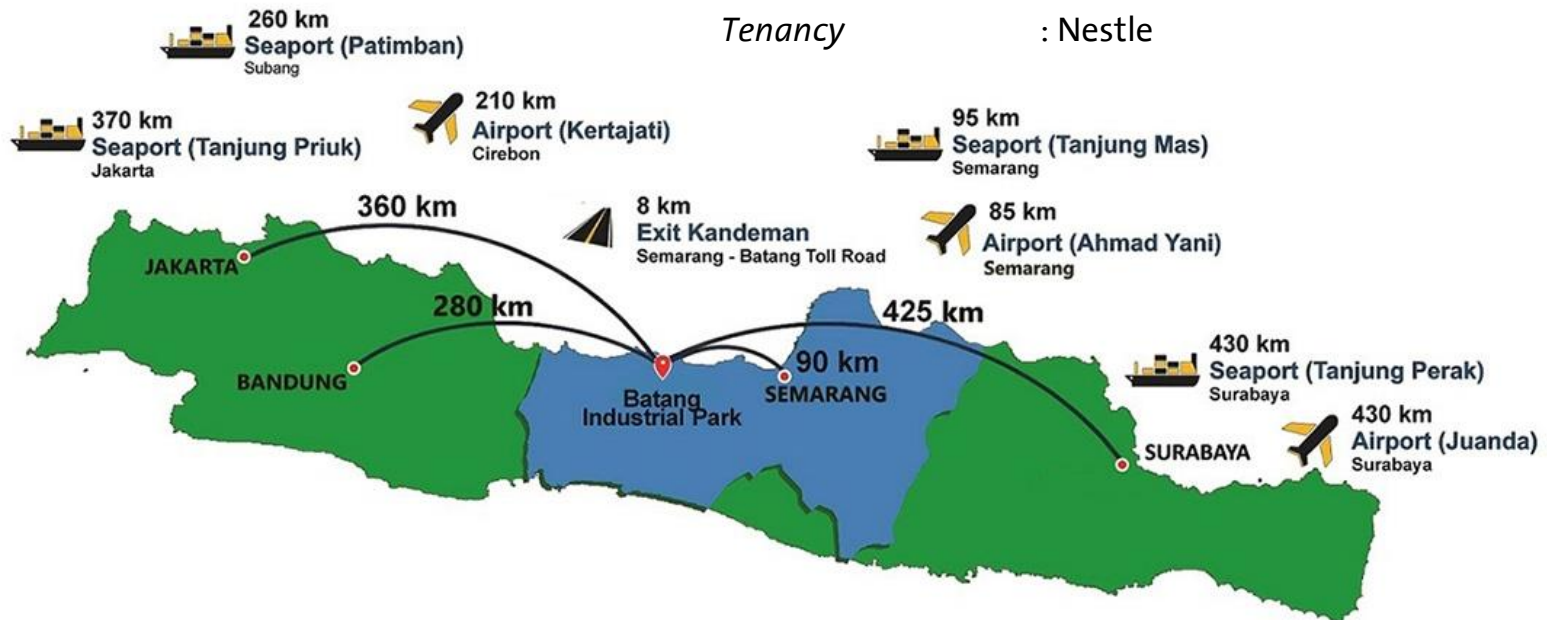 260 km
Seaport (Patimban)
Subang
Tenancy : Nestle
370 km
Seaport (Tanjung Priuk)
Jakarta
210 km
Airport (Kertajati)
Cirebon
95 km
Seaport (Tanjung Mas)
Semarang
8 km
Exit Kandeman
Semarang - Batang Toll Road
85 km
Airport (Ahmad Yani)
Semarang
360 km
JAKARTA
280 km
BANDUNG
425 km
90 km
SEMARANG
Batang
Industrial Park
430 km
Seaport (Tanjung Perak)
Surabaya
430 km
Airport (Juanda)
Surabaya
SURABAYA